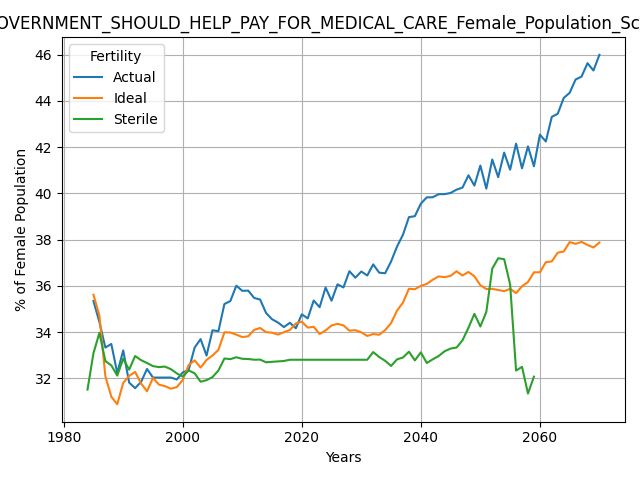 OVERNMENT_SHOULD_HELP_PAY_FOR_MEDICAL_CARE_Female_Population_Sc
Fertility
Actual
Ideal
Sterile
% of Female Population
46
44
42
40
38
36
34
32
1980
2000
2020
2040
2060
Years